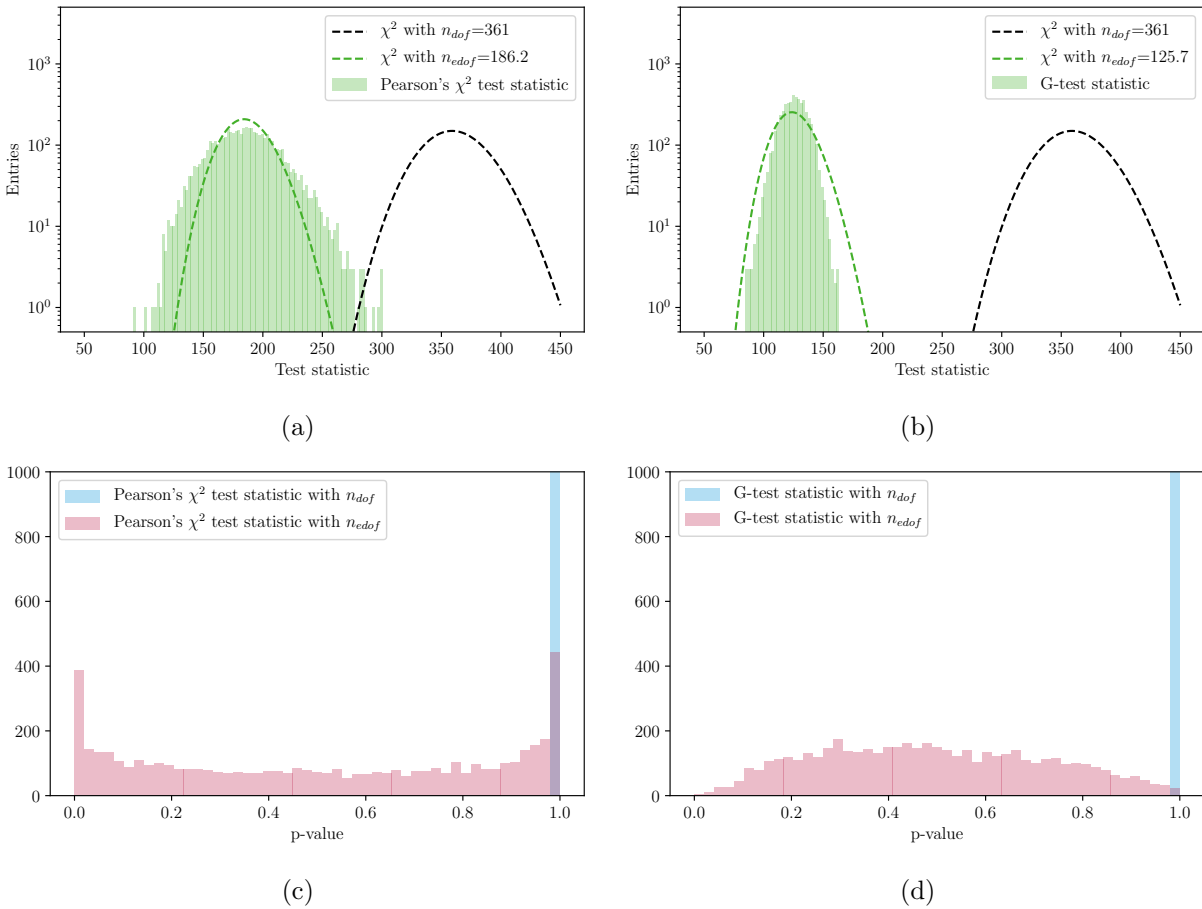 χ² with n_dof=361
χ² with n_edof=186.2
Pearson's χ² test statistic
10³
10²
10¹
10⁰
Entries
50 100 150 200 250 300 350 400 450
Test statistic
(a)
χ² with n_dof=361
χ² with n_edof=125.7
G-test statistic
10³
10²
10¹
10⁰
Entries
50 100 150 200 250 300 350 400 450
Test statistic
(b)
Pearson's χ² test statistic with n_dof
Pearson's χ² test statistic with n_edof
1000
800
600
400
200
0
0.0 0.2 0.4 0.6 0.8 1.0
p-value
(c)
G-test statistic with n_dof
G-test statistic with n_edof
1000
800
600
400
200
0
0.0 0.2 0.4 0.6 0.8 1.0
p-value
(d)